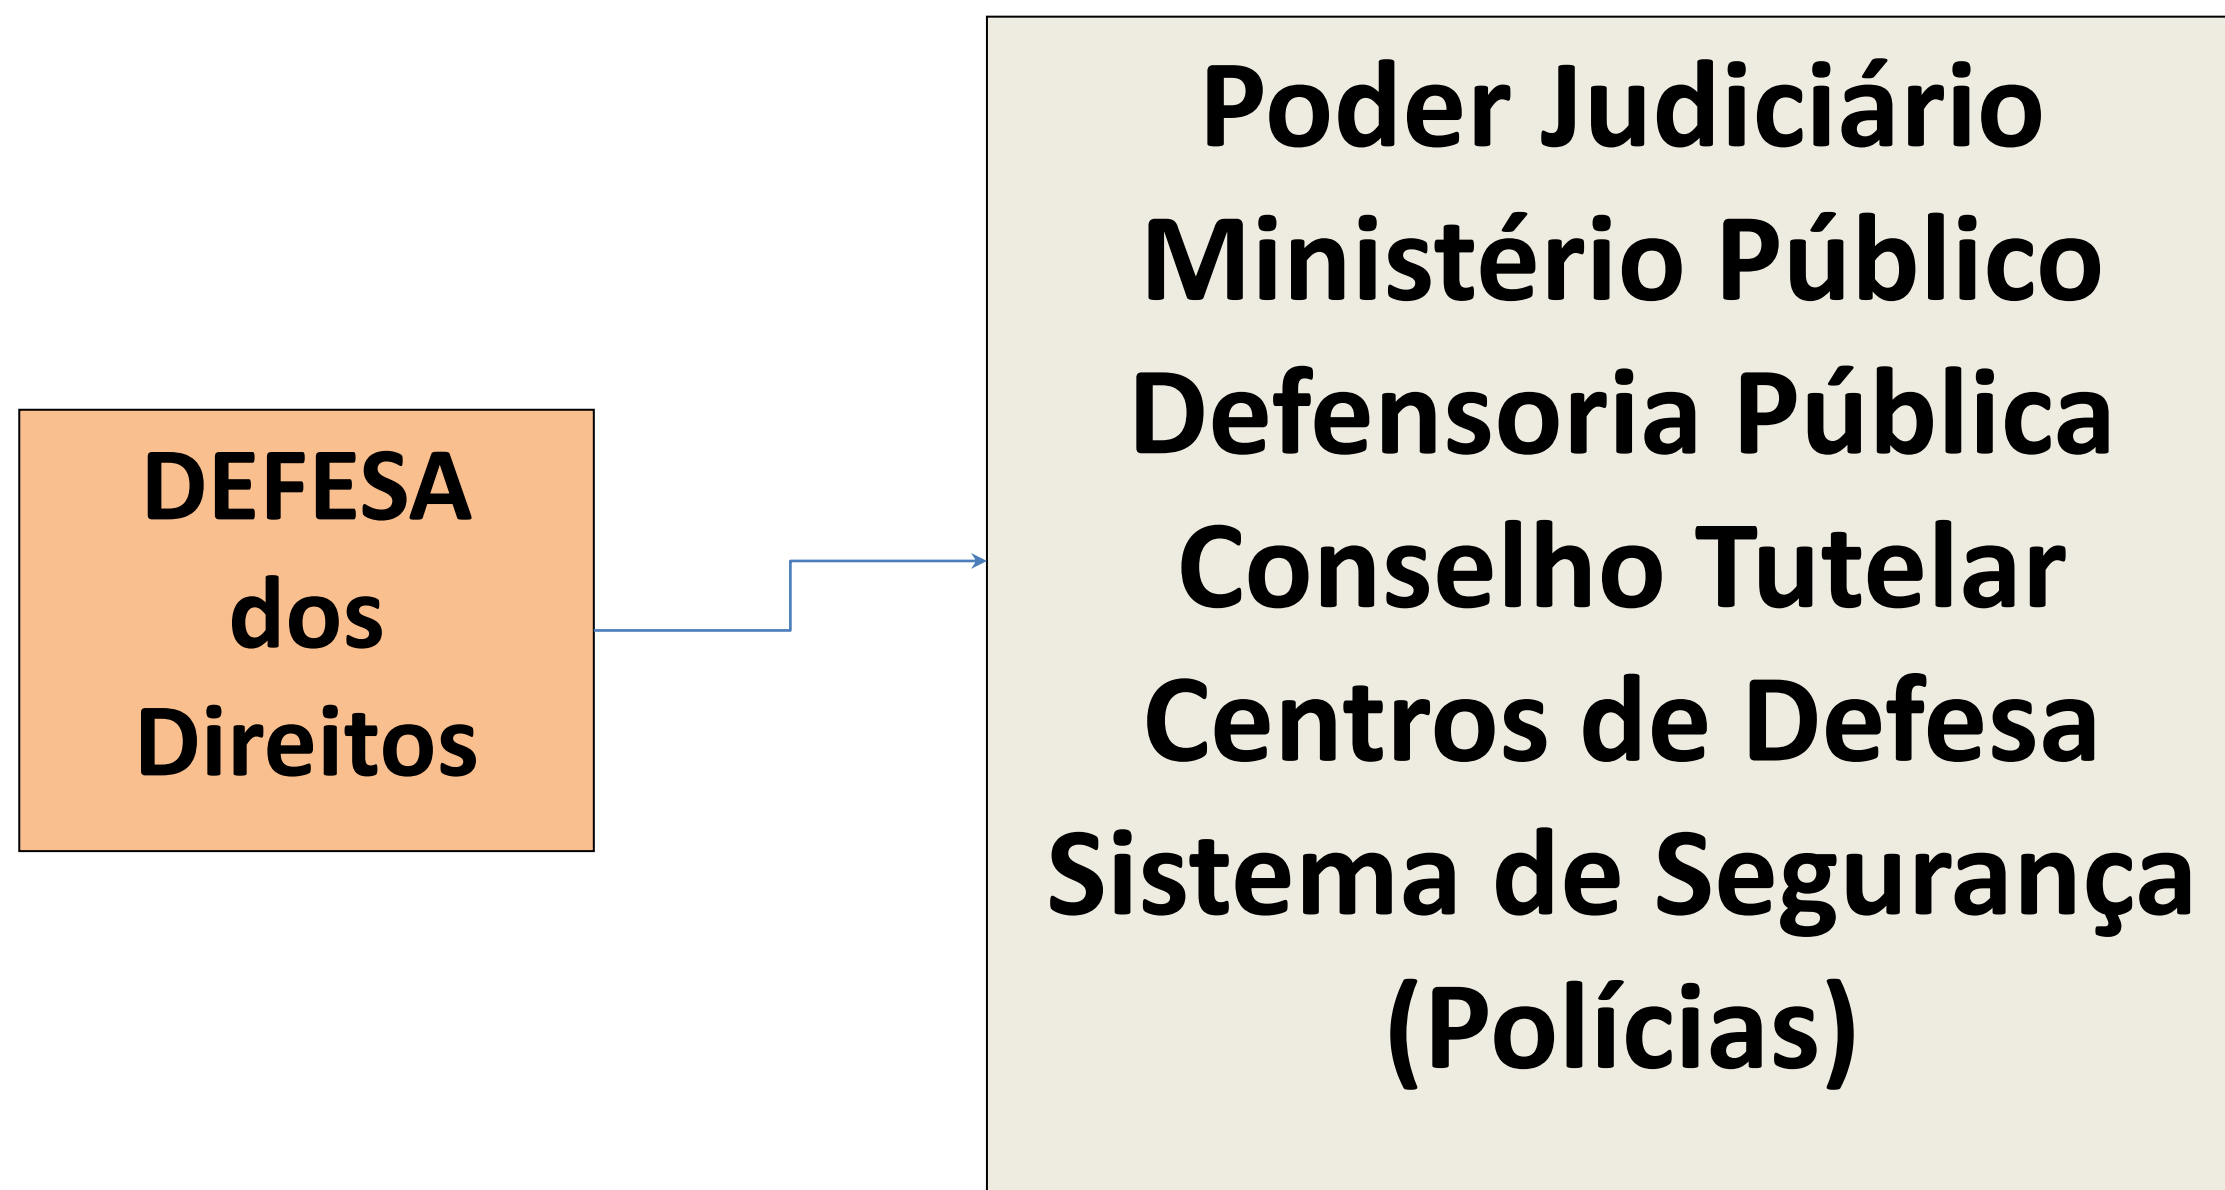 DEFESA
dos
Direitos
Poder Judiciário
Ministério Público
Defensoria Pública
Conselho Tutelar
Centros de Defesa
Sistema de Segurança
(Polícias)